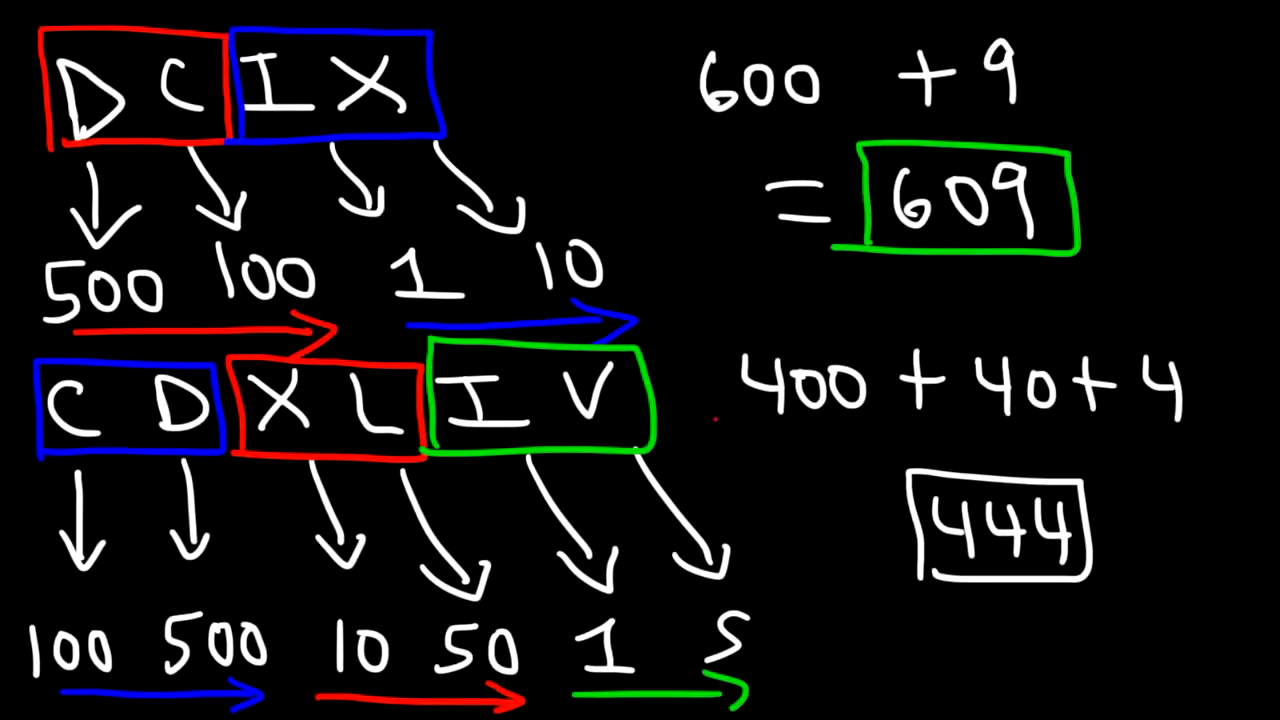 D C I X
600 + 9
= 609
500 100 1 10
C D X L I V
400 + 40 + 4
444
100 500 10 50 1 5